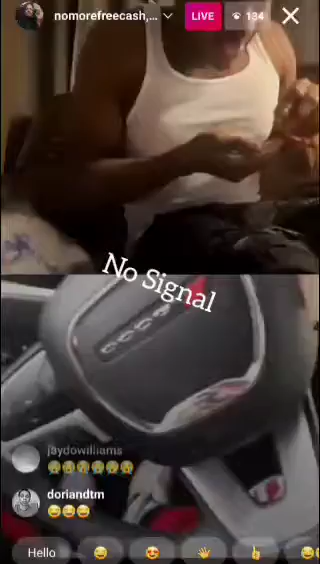 nomorefreecash,...
LIVE
134
No Signal
jaydowilliams
doriandtm
Hello